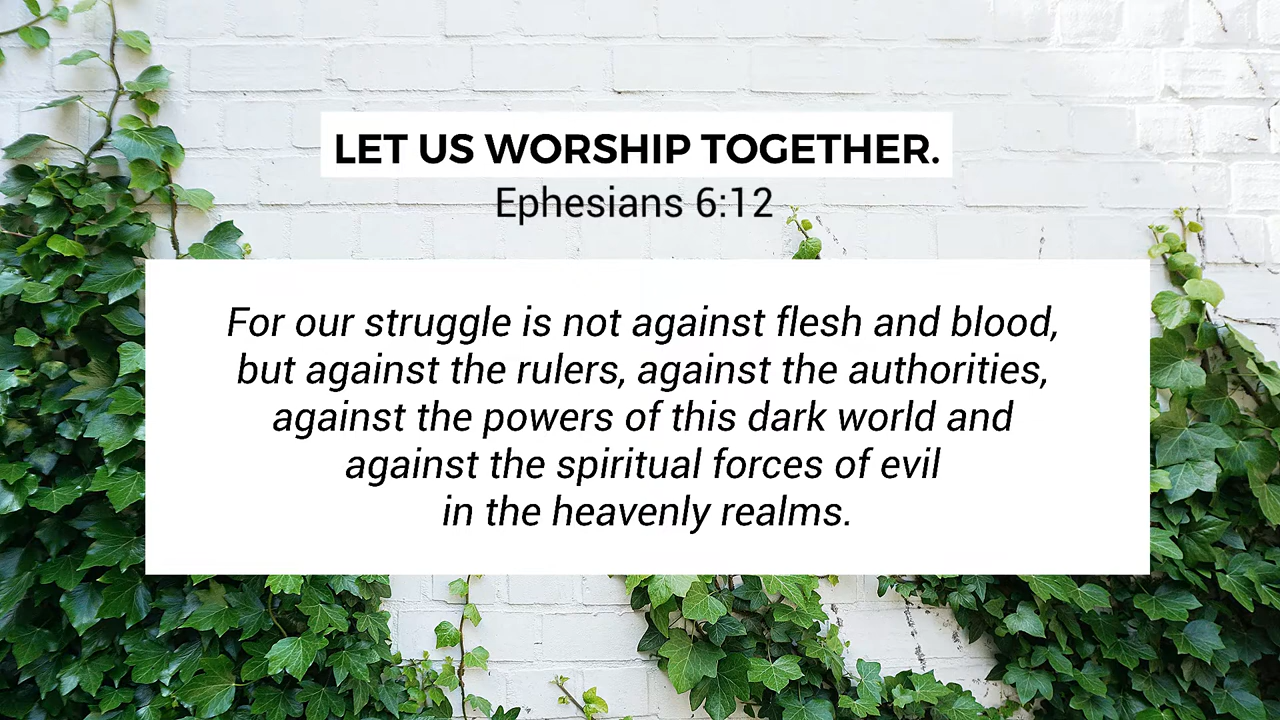 LET US WORSHIP TOGETHER.
Ephesians 6:12
For our struggle is not against flesh and blood,
but against the rulers, against the authorities,
against the powers of this dark world and
against the spiritual forces of evil
in the heavenly realms.